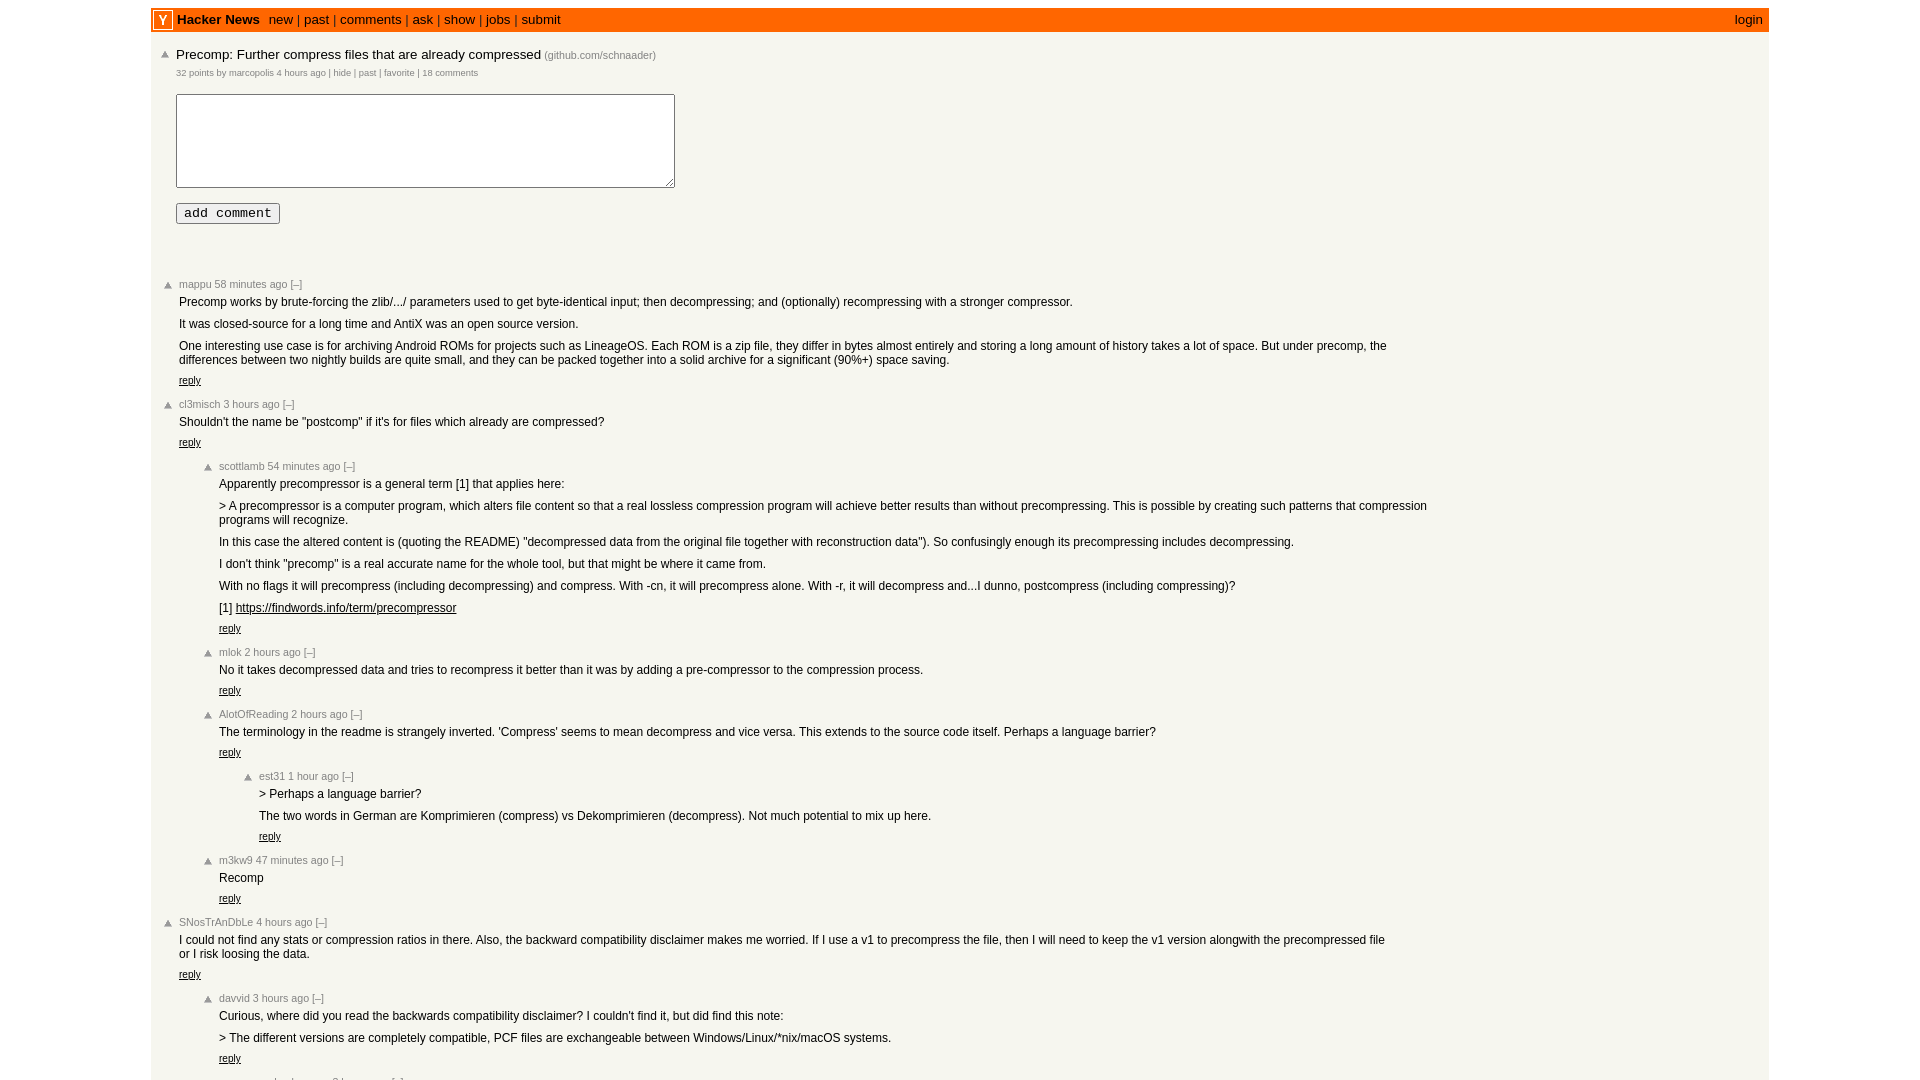 Y Hacker News new | past | comments | ask | show | jobs | submit login
Precomp: Further compress files that are already compressed (github.com/schnaader)
32 points by marcopolis 4 hours ago | hide | past | favorite | 18 comments
add comment
mappu 58 minutes ago [–]
Precomp works by brute-forcing the zlib/.../ parameters used to get byte-identical input; then decompressing; and (optionally) recompressing with a stronger compressor.
It was closed-source for a long time and AntiX was an open source version.
One interesting use case is for archiving Android ROMs for projects such as LineageOS. Each ROM is a zip file, they differ in bytes almost entirely and storing a long amount of history takes a lot of space. But under precomp, the
differences between two nightly builds are quite small, and they can be packed together into a solid archive for a significant (90%+) space saving.
reply
cl3misch 3 hours ago [–]
Shouldn't the name be "postcomp" if it's for files which already are compressed?
reply
scottlamb 54 minutes ago [–]
Apparently precompressor is a general term [1] that applies here:
> A precompressor is a computer program, which alters file content so that a real lossless compression program will achieve better results than without precompressing. This is possible by creating such patterns that compression
programs will recognize.
In this case the altered content is (quoting the README) "decompressed data from the original file together with reconstruction data"). So confusingly enough its precompressing includes decompressing.
I don't think "precomp" is a real accurate name for the whole tool, but that might be where it came from.
With no flags it will precompress (including decompressing) and compress. With -cn, it will precompress alone. With -r, it will decompress and...I dunno, postcompress (including compressing)?
[1] https://findwords.info/term/precompressor
reply
mlok 2 hours ago [–]
No it takes decompressed data and tries to recompress it better than it was by adding a pre-compressor to the compression process.
reply
AlotOfReading 2 hours ago [–]
The terminology in the readme is strangely inverted. 'Compress' seems to mean decompress and vice versa. This extends to the source code itself. Perhaps a language barrier?
reply
est31 1 hour ago [–]
> Perhaps a language barrier?
The two words in German are Komprimieren (compress) vs Dekomprimieren (decompress). Not much potential to mix up here.
reply
m3kw9 47 minutes ago [–]
Recomp
reply
SNosTrAnDbLe 4 hours ago [–]
I could not find any stats or compression ratios in there. Also, the backward compatibility disclaimer makes me worried. If I use a v1 to precompress the file, then I will need to keep the v1 version alongwith the precompressed file
or I risk loosing the data.
reply
davvid 3 hours ago [–]
Curious, where did you read the backwards compatibility disclaimer? I couldn't find it, but did find this note:
> The different versions are completely compatible, PCF files are exchangeable between Windows/Linux/*nix/macOS systems.
reply